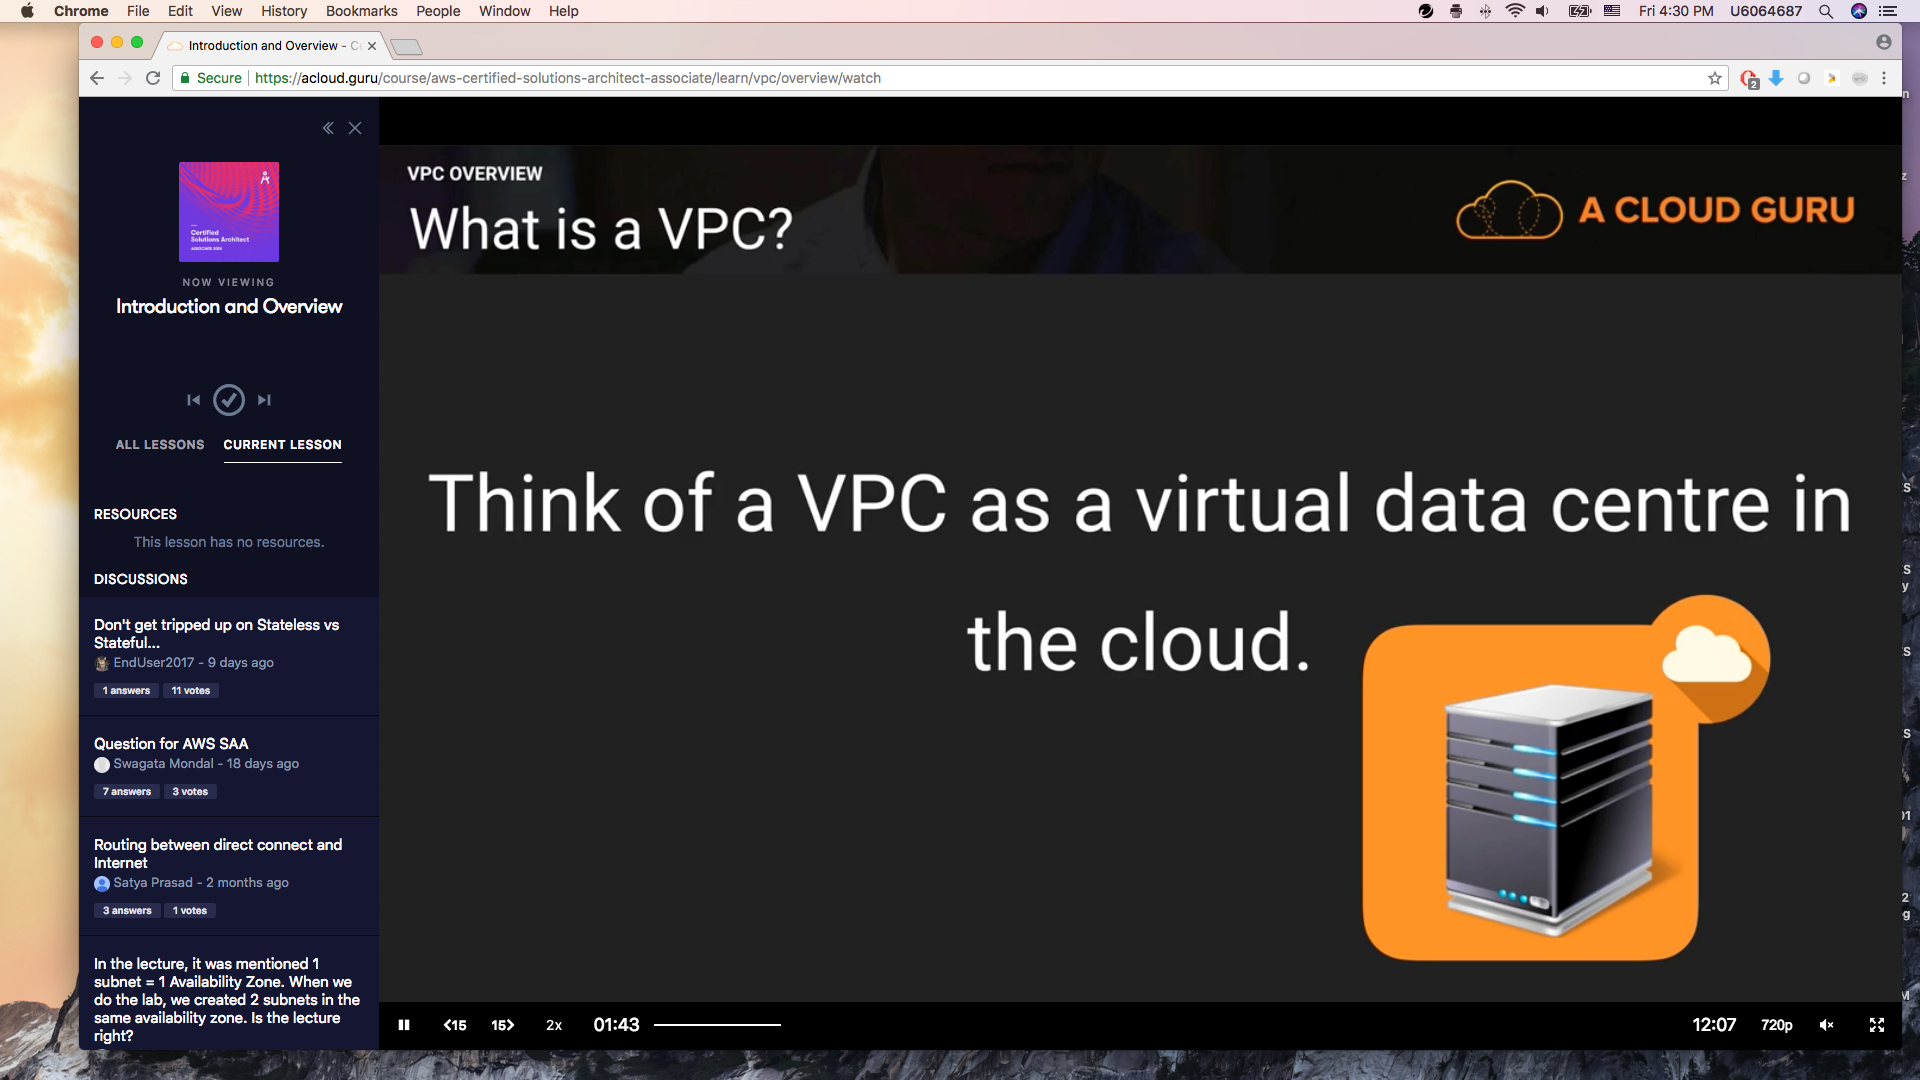 Chrome File Edit View History Bookmarks People Window Help
Fri 4:30 PM U6064687
Introduction and Overview - C
Secure https://acloud.guru/course/aws-certified-solutions-architect-associate/learn/vpc/overview/watch
2
Certified
Solutions Architect
NOW VIEWING
Introduction and Overview
ALL LESSONS CURRENT LESSON
RESOURCES
This lesson has no resources.
DISCUSSIONS
Don't get tripped up on Stateless vs
Stateful...
EndUser2017 - 9 days ago
1 answers 11 votes
Question for AWS SAA
Swagata Mondal - 18 days ago
7 answers 3 votes
Routing between direct connect and
Internet
Satya Prasad - 2 months ago
3 answers 1 votes
In the lecture, it was mentioned 1
subnet = 1 Availability Zone. When we
do the lab, we created 2 subnets in the
same availability zone. Is the lecture
right?
VPC OVERVIEW
What is a VPC?
A CLOUD GURU
Think of a VPC as a virtual data centre in
the cloud.
<15 15> 2x 01:43 12:07 720p